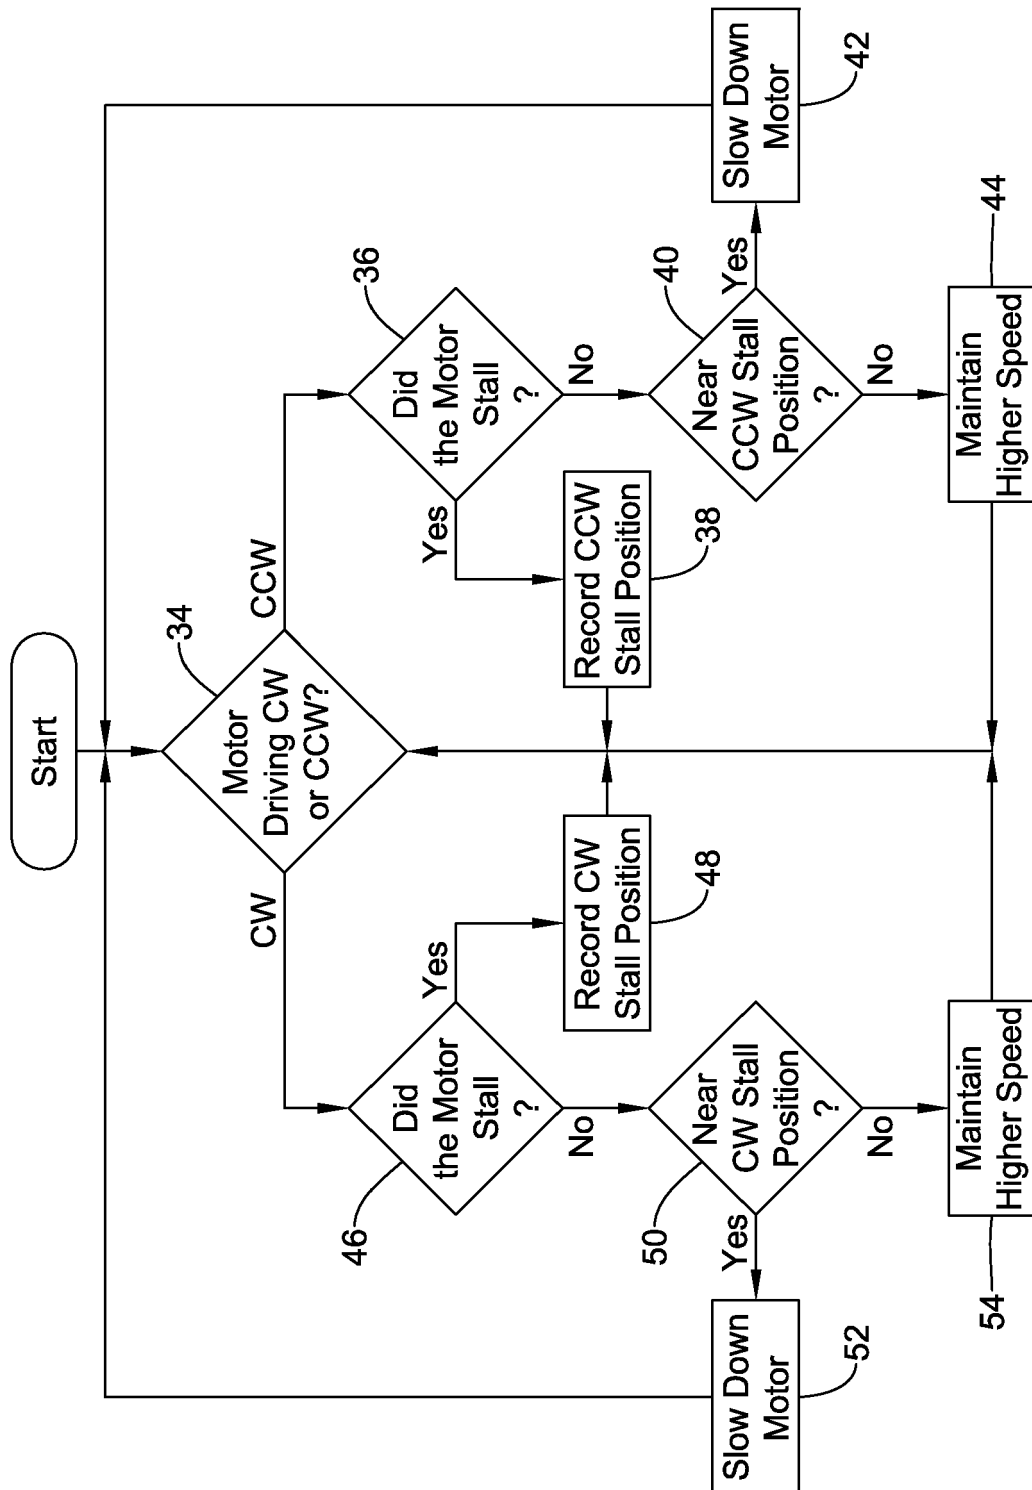 Start
34
Motor
Driving CW
or CCW?
CW
CCW
46
Did
the Motor
Stall
?
Yes
No
36
Did
the Motor
Stall
?
Yes
No
Record CW
Stall Position
48
Record CCW
Stall Position
38
50
Near
CW Stall
Position
?
Yes
No
40
Near
CCW Stall
Position
?
Yes
No
Slow Down
Motor
52
Slow Down
Motor
42
Maintain
Higher Speed
54
Maintain
Higher Speed
44